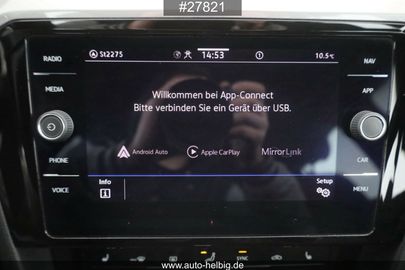 #27821
RADIO
St2275
14:53
10.5°C
NAV
MEDIA
APP
Willkommen bei App-Connect
Bitte verbinden Sie ein Gerät über USB.
Android Auto
Apple CarPlay
MirrorLink
PHONE
CAR
VOICE
Info
Setup
MENU
SYNC
www.auto-helbig.de